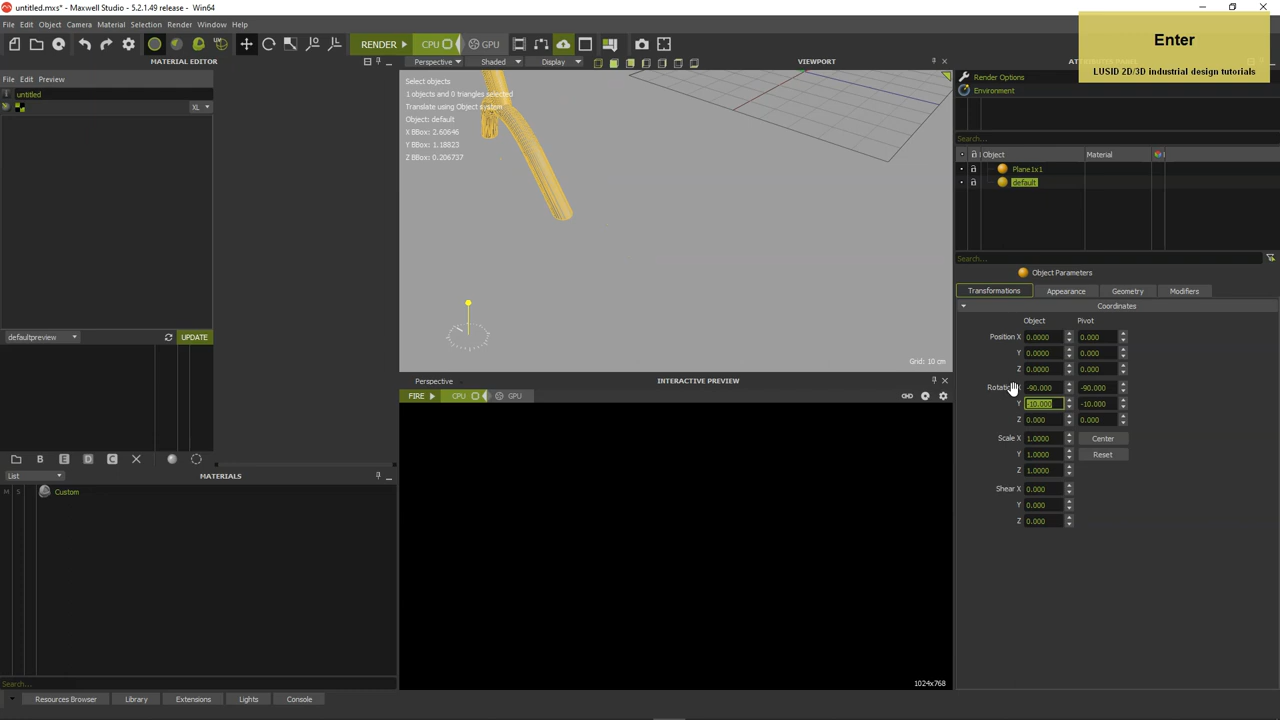 untitled.mxs* - Maxwell Studio - 5.2.1.49 release - Win64
File Edit Object Camera Material Selection Render Window Help
Enter
LUSID 2D/3D industrial design tutorials
RENDER CPU GPU
MATERIAL EDITOR
File Edit Preview
untitled
XL
defaultpreview UPDATE
List MATERIALS
M S Custom
Search...
Resources Browser Library Extensions Lights Console
Perspective Shaded Display VIEWPORT
Select objects
1 objects and 0 triangles selected
Translate using Object system
Object: default
X BBox: 2.60646
Y BBox: 1.18823
Z BBox: 0.206737
Grid: 10 cm
Perspective INTERACTIVE PREVIEW
FIRE CPU GPU
1024x768
Render Options
Environment
Search...
Object Material
Plane1x1
default
Search...
Object Parameters
Transformations Appearance Geometry Modifiers
Coordinates
Object Pivot
Position X 0.0000 0.000
Y 0.0000 0.000
Z 0.0000 0.000
-90.000 -90.000
Y -10.000 -10.000
Z 0.000 0.000
Scale X 1.0000 Center
Y 1.0000 Reset
Z 1.0000
Shear X 0.000
Y 0.000
Z 0.000